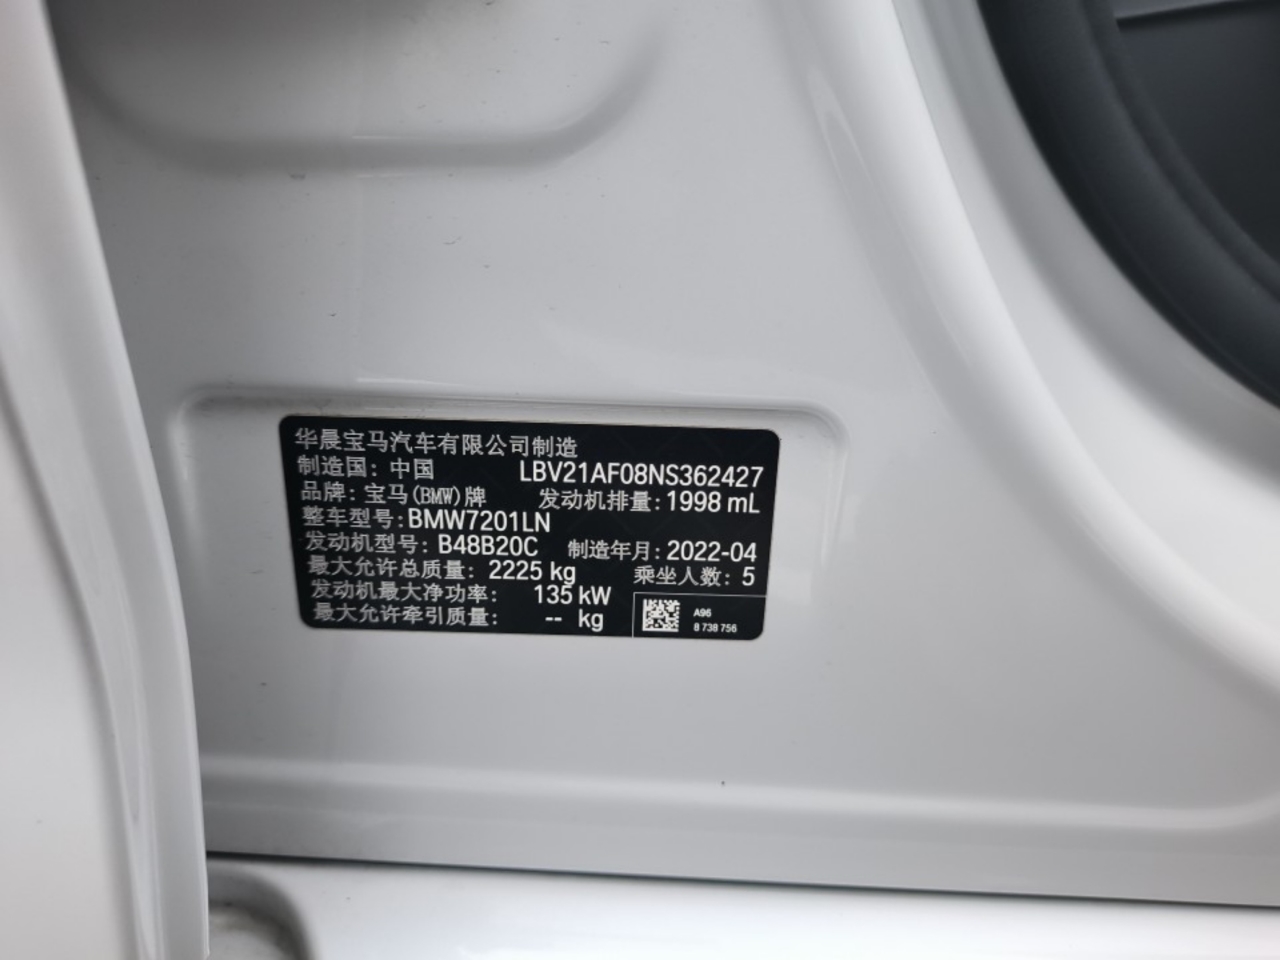 华晨宝马汽车有限公司制造
制造国：中国 LBV21AF08NS362427
品牌：宝马(BMW)牌 发动机排量：1998 mL
整车型号：BMW7201LN
发动机型号：B48B20C 制造年月：2022-04
最大允许总质量：2225 kg 乘坐人数：5
发动机最大净功率：135 kW
最大允许牵引质量：-- kg
A96
8 738 756